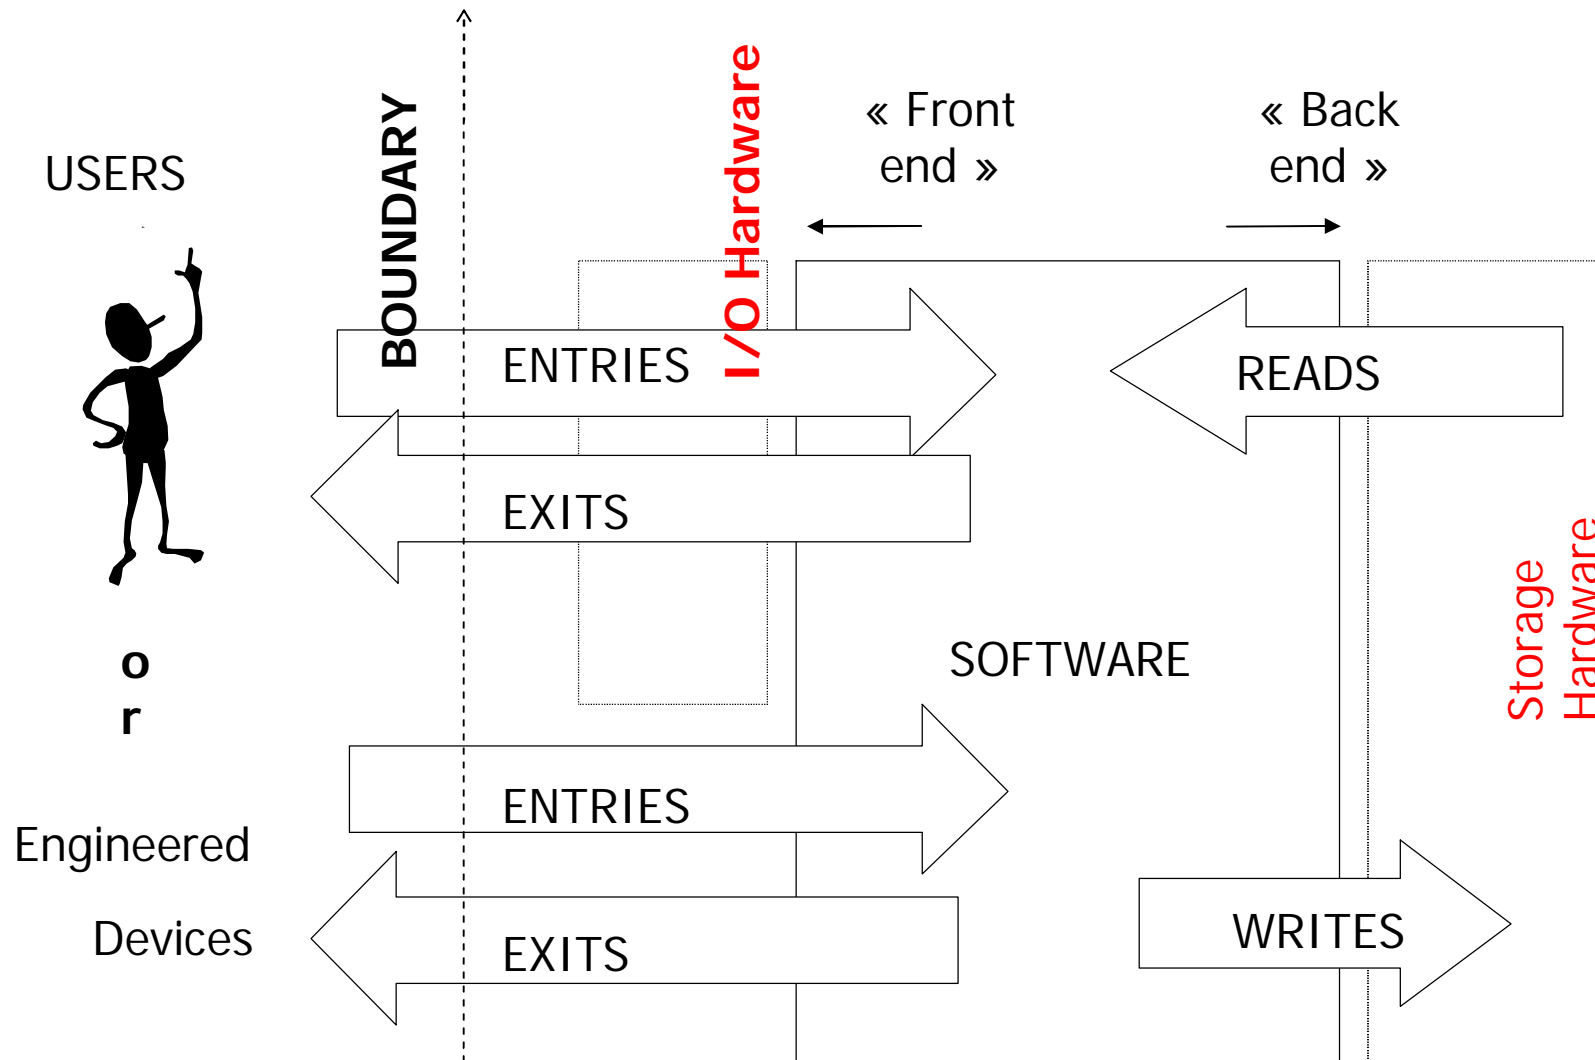 USERS
BOUNDARY
I/O Hardware
« Front
end »
« Back
end »
ENTRIES
READS
EXITS
SOFTWARE
Storage
Hardware
o
r
ENTRIES
Engineered
Devices
EXITS
WRITES